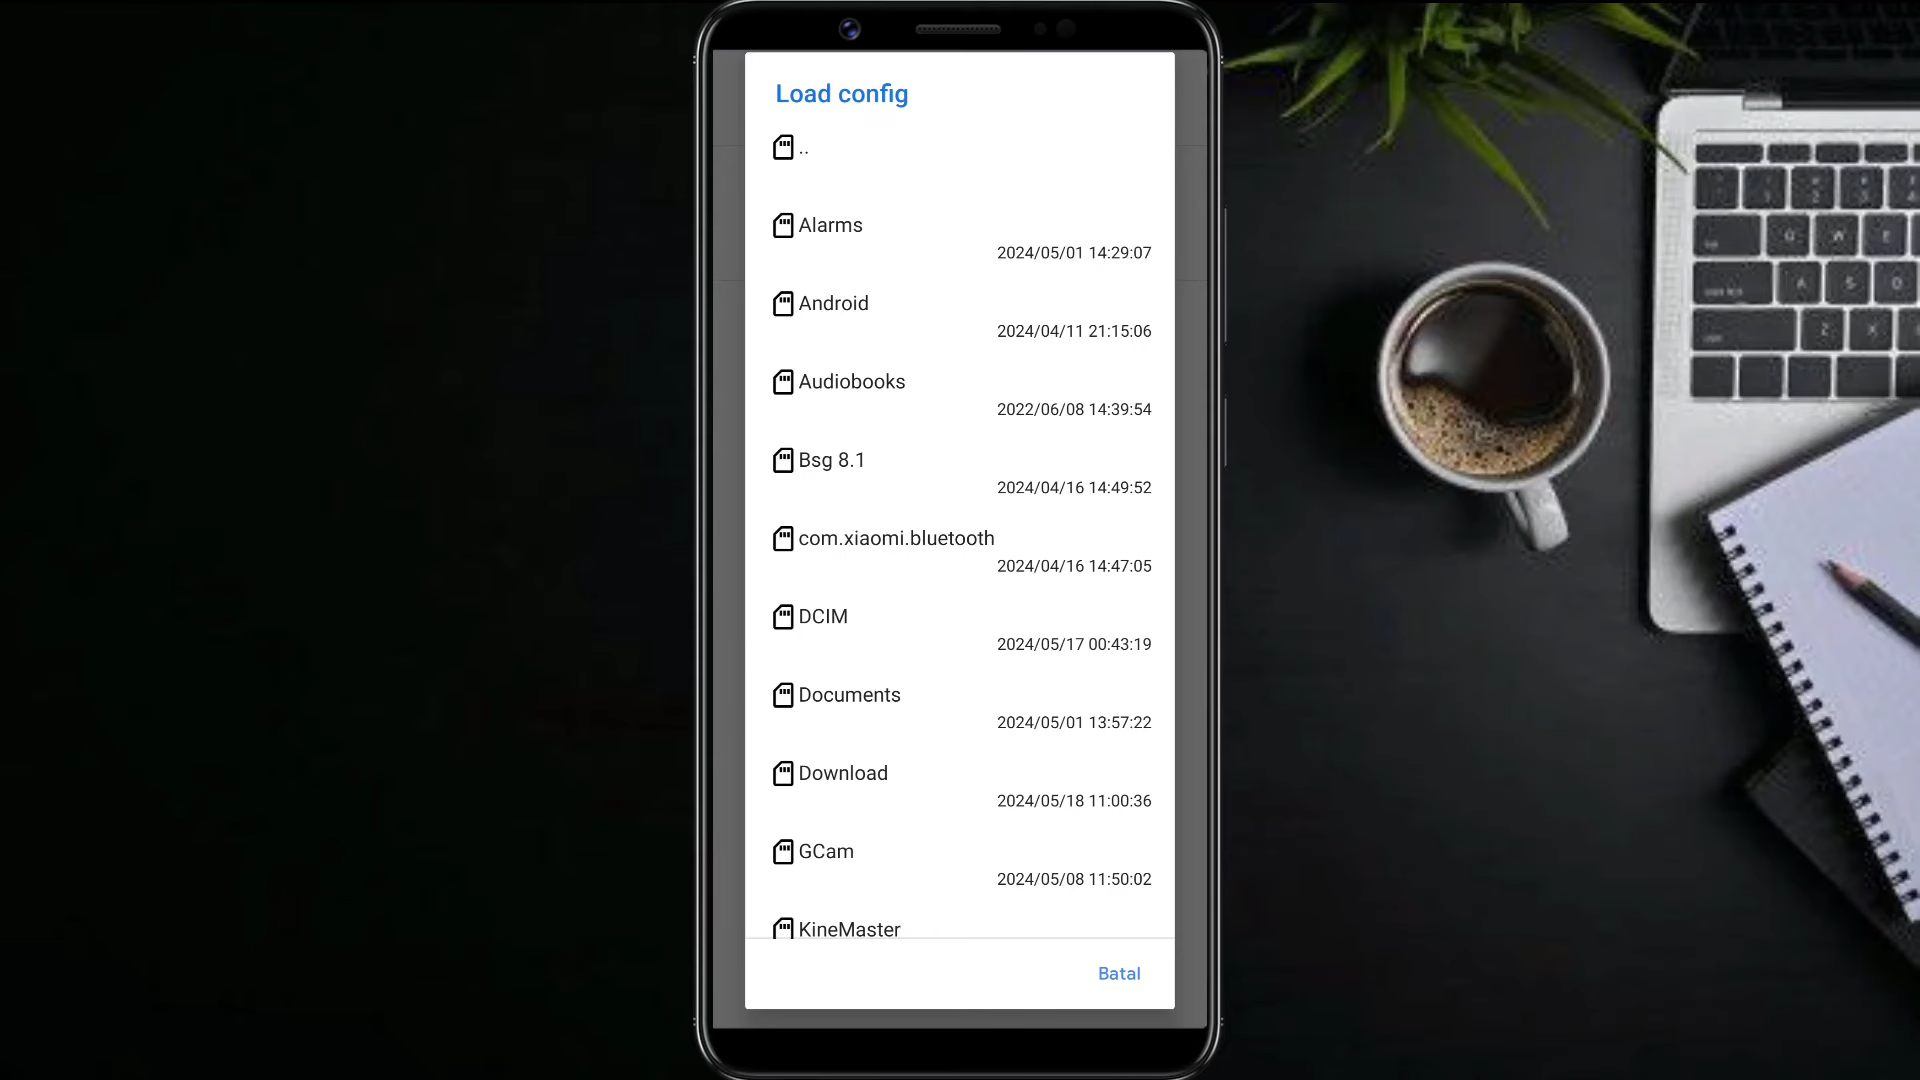 Load config
..
Alarms
2024/05/01 14:29:07
Android
2024/04/11 21:15:06
Audiobooks
2022/06/08 14:39:54
Bsg 8.1
2024/04/16 14:49:52
com.xiaomi.bluetooth
2024/04/16 14:47:05
DCIM
2024/05/17 00:43:19
Documents
2024/05/01 13:57:22
Download
2024/05/18 11:00:36
GCam
2024/05/08 11:50:02
KineMaster
Batal
Q W E
A S D
Z X